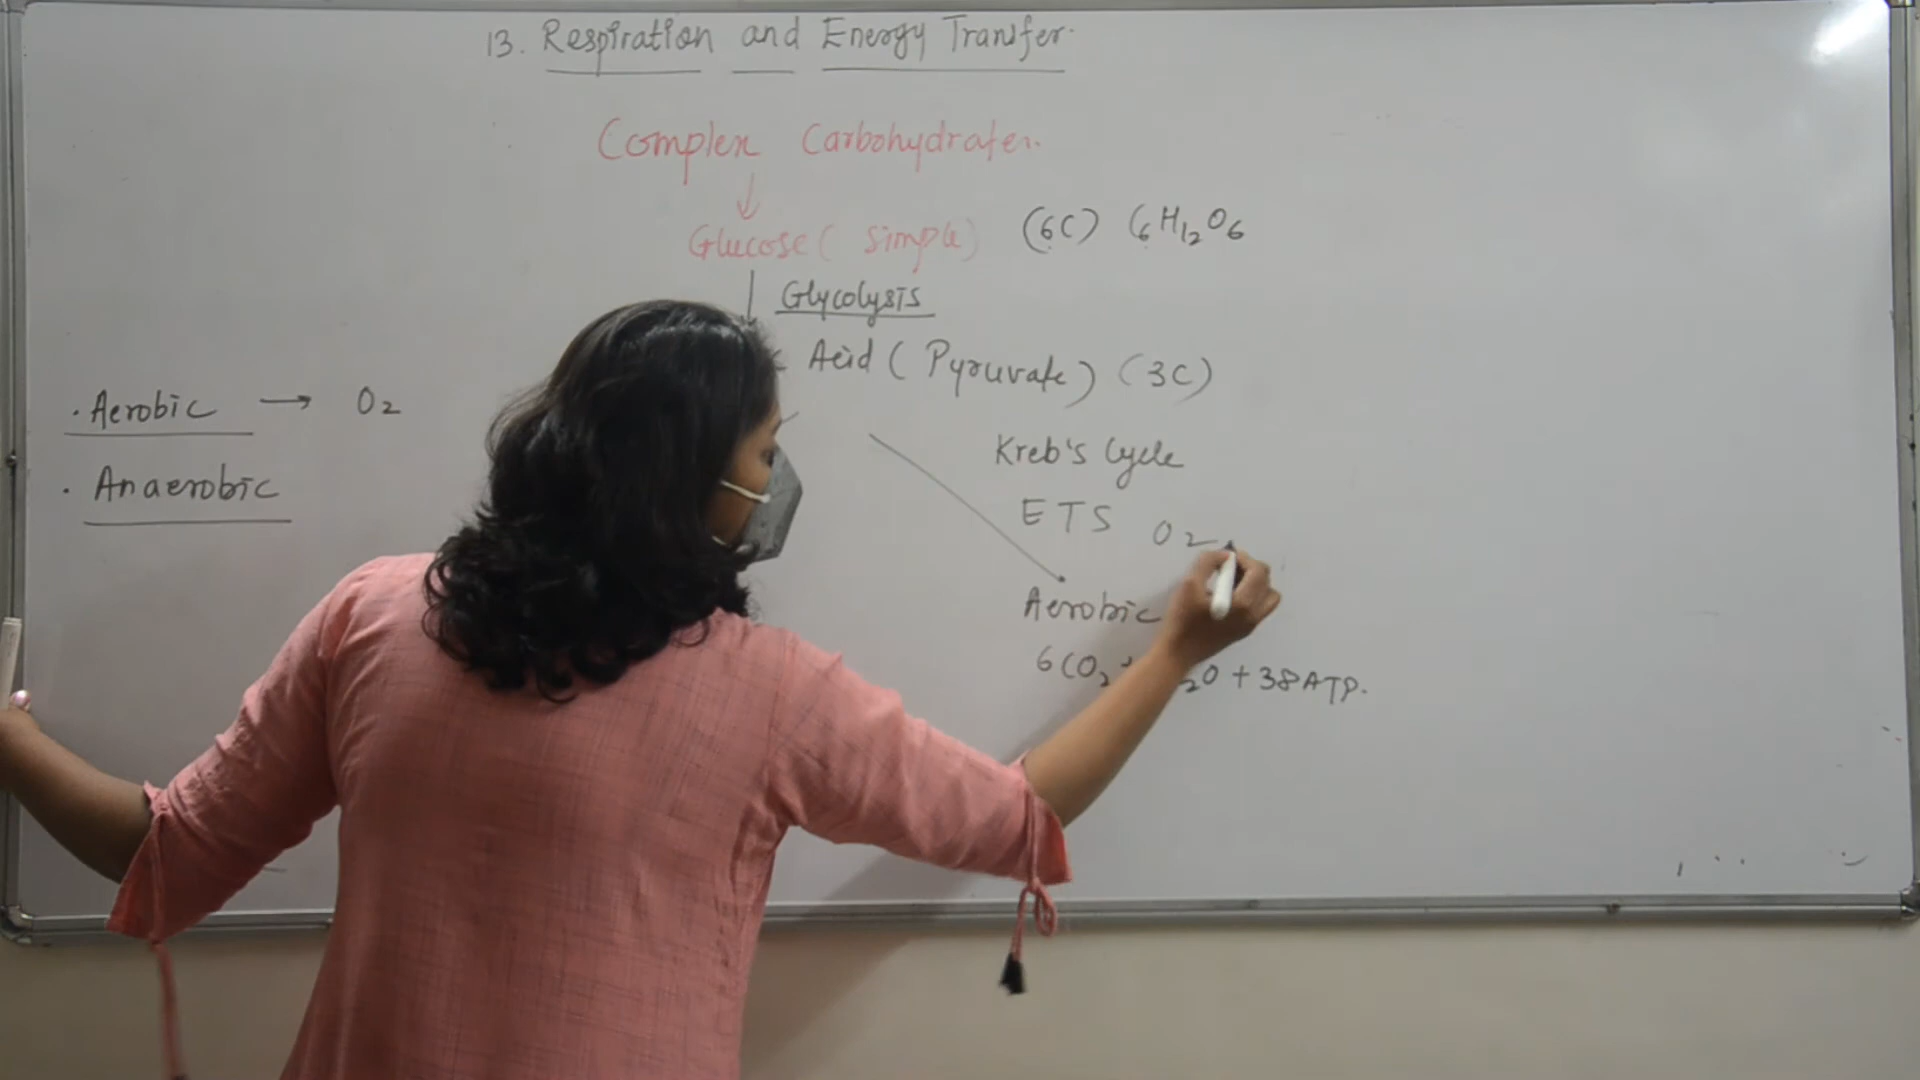 13. Respiration and Energy Transfer.
Complex Carbohydrates.
↓
Glucose ( Simple) (6C) C6H12O6
↓ Glycolysis
Acid ( Pyruvate) (3C)
. Aerobic → O2
. Anaerobic
Kreb's Cycle
ETS O2
Aerobic
6CO2 + 2O + 38ATP.